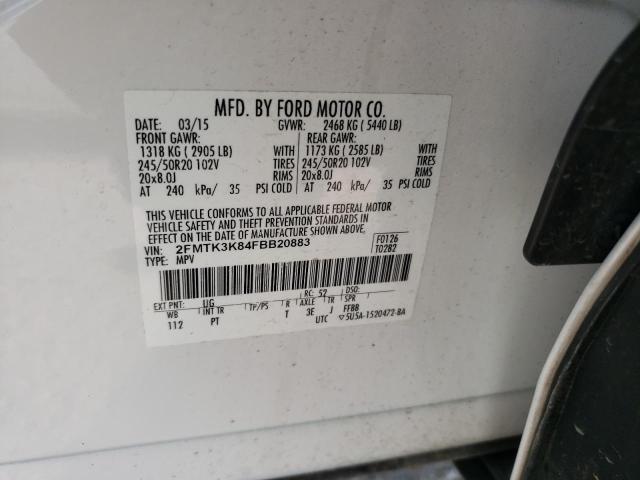 MFD. BY FORD MOTOR CO.
DATE: 03/15 GVWR: 2468 KG ( 5440 LB)
FRONT GAWR: REAR GAWR:
1318 KG ( 2905 LB) WITH 1173 KG ( 2585 LB) WITH
245/50R20 102V TIRES 245/50R20 102V TIRES
20x8.0J RIMS 20x8.0J RIMS
AT 240 kPa/ 35 PSI COLD AT 240 kPa/ 35 PSI COLD
THIS VEHICLE CONFORMS TO ALL APPLICABLE FEDERAL MOTOR
VEHICLE SAFETY AND THEFT PREVENTION STANDARDS IN
EFFECT ON THE DATE OF MANUFACTURE SHOWN ABOVE.
VIN: 2FMTK3K84FBB20883 F0126
TYPE: MPV T0282
EXT PNT: UG RC: 52 DSO:
WB INT TR TP/PS R AXLE TR SPR
112 PT T 3E J FF88
UTC 5U5A-1520472-BA